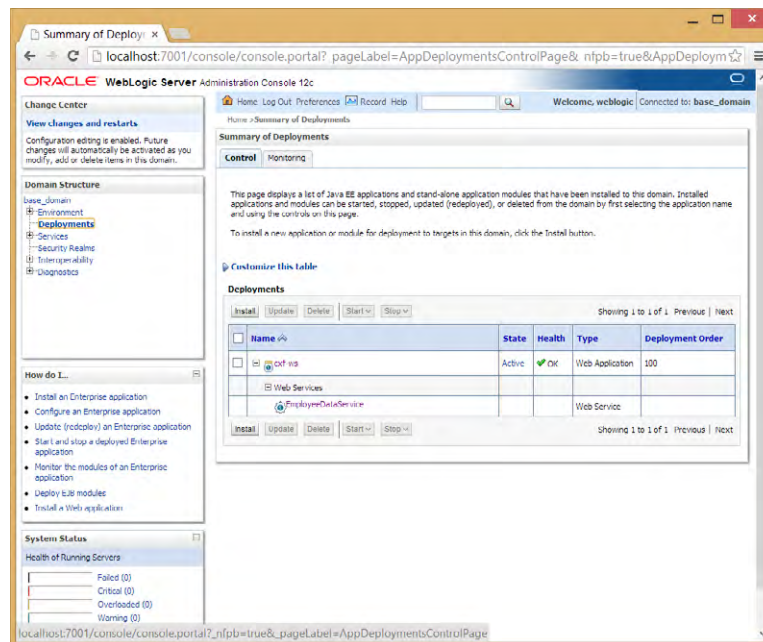 Summary of Deploy
localhost:7001/console/console.portal?_pageLabel=AppDeploymentsControlPage&_nfpb=true&AppDeploym
ORACLE WebLogic Server Administration Console 12c
Change Center
View changes and restarts
Configuration editing is enabled. Future
changes will automatically be activated as you
modify, add or delete items in this domain.
Domain Structure
base_domain
Environment
Deployments
Services
Security Realms
Interoperability
Diagnostics
How do I...
Install an Enterprise application
Configure an Enterprise application
Update (redeploy) an Enterprise application
Start and stop a deployed Enterprise
application
Monitor the modules of an Enterprise
application
Deploy EJB modules
Install a Web application
System Status
Health of Running Servers
Failed (0)
Critical (0)
Overloaded (0)
Warning (0)
Home Log Out Preferences Record Help
Welcome, weblogic Connected to: base_domain
Home >Summary of Deployments
Summary of Deployments
Control Monitoring
This page displays a list of Java EE applications and stand-alone application modules that have been installed to this domain. Installed
applications and modules can be started, stopped, updated (redeployed), or deleted from the domain by first selecting the application name
and using the controls on this page.
To install a new application or module for deployment to targets in this domain, click the Install button.
Customize this table
Deployments
Install Update Delete Start Stop Showing 1 to 1 of 1 Previous | Next
Name State Health Type Deployment Order
cxf-ws Active OK Web Application 100
Web Services
EmployeeDataService Web Service
Install Update Delete Start Stop Showing 1 to 1 of 1 Previous | Next
localhost:7001/console/console.portal?_nfpb=true&_pageLabel=AppDeploymentsControlPage